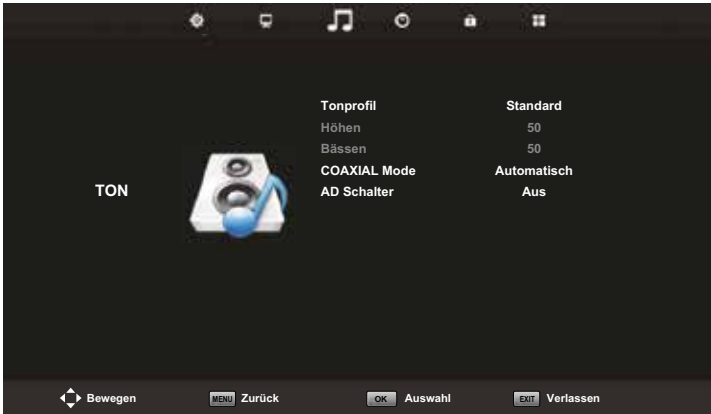 Tonprofil Standard
Höhen 50
Bässen 50
COAXIAL Mode Automatisch
TON
AD Schalter Aus
Bewegen MENU Zurück OK Auswahl EXIT Verlassen